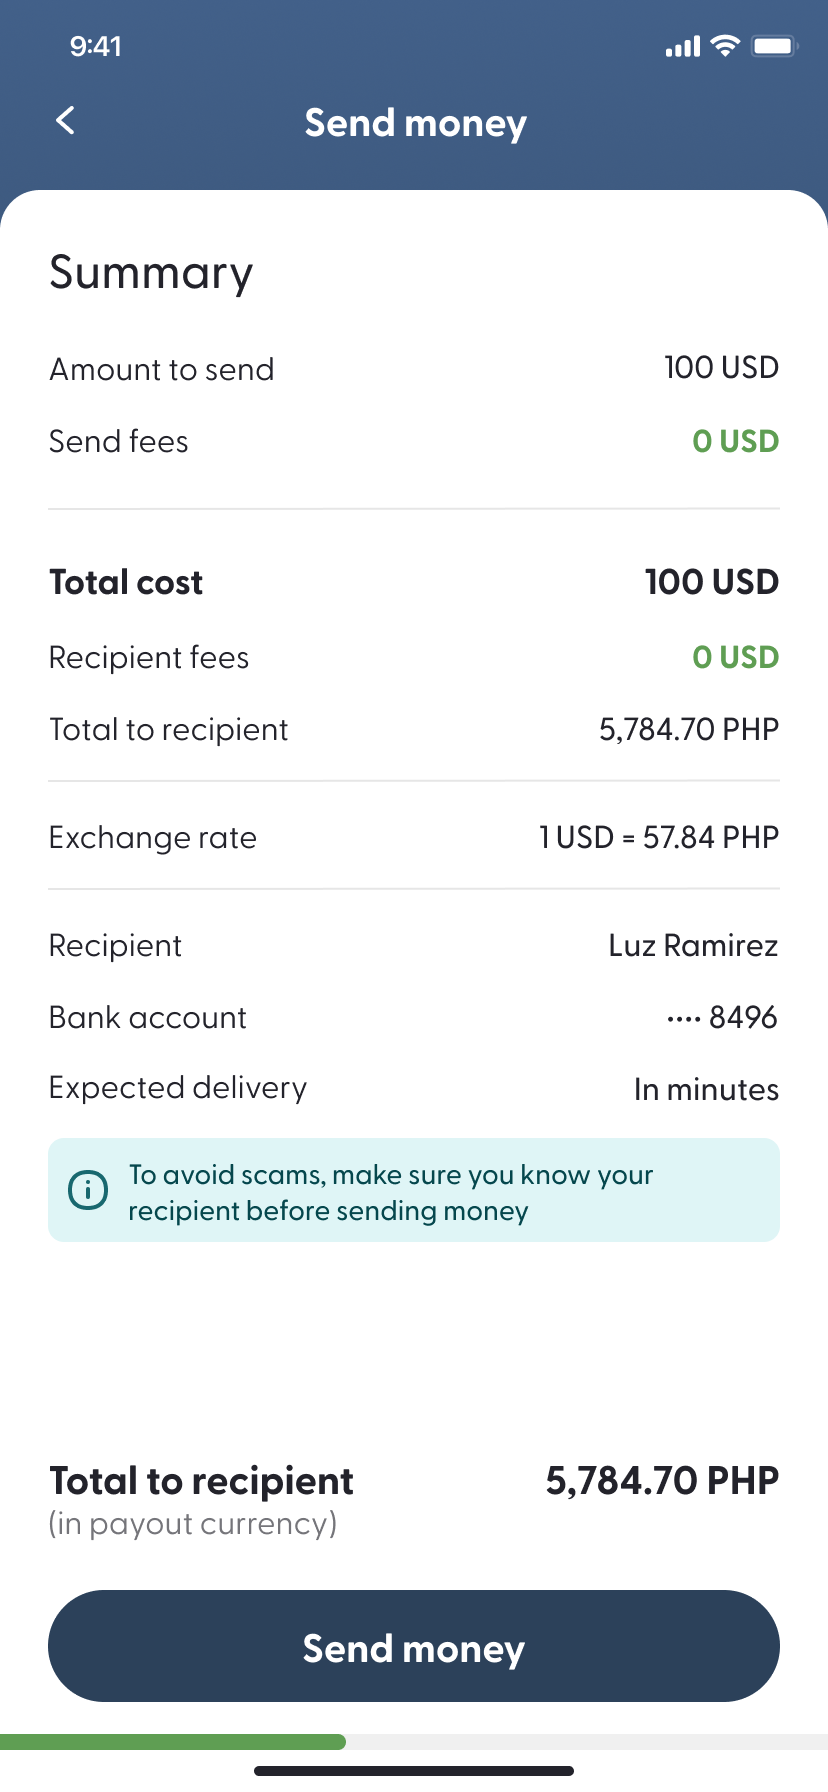 9:41
Send money
Summary
Amount to send 100 USD
Send fees 0 USD
Total cost 100 USD
Recipient fees 0 USD
Total to recipient 5,784.70 PHP
Exchange rate 1 USD = 57.84 PHP
Recipient Luz Ramirez
Bank account ···· 8496
Expected delivery In minutes
To avoid scams, make sure you know your
recipient before sending money
Total to recipient 5,784.70 PHP
(in payout currency)
Send money